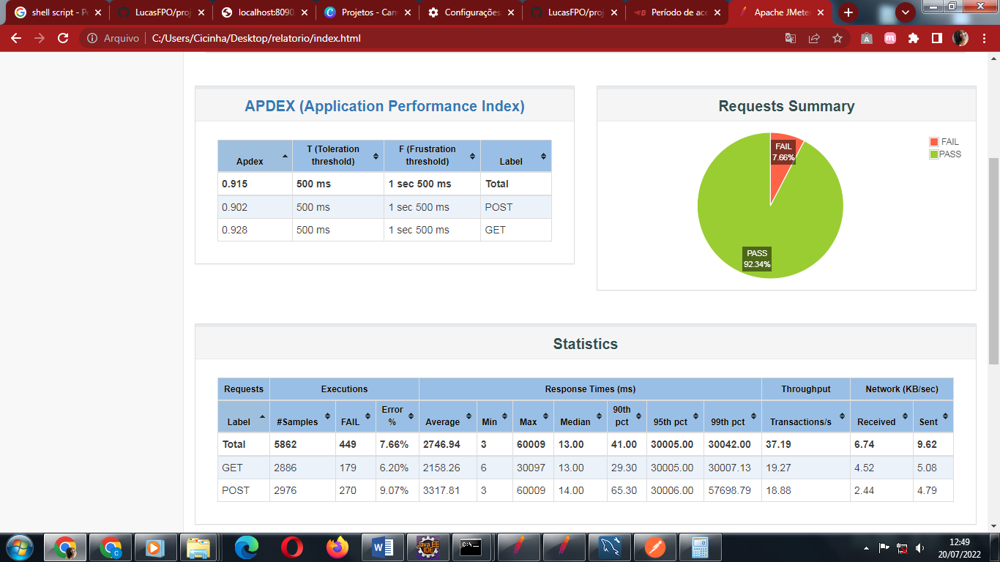 shell script - P
LucasFPO/proj
localhost:8090
Projetos - Can
Configurações
LucasFPO/proj
Período de ace
Apache JMete
Arquivo
C:/Users/Cicinha/Desktop/relatorio/index.html
APDEX (Application Performance Index)
Apdex T (Toleration threshold) F (Frustration threshold) Label
0.915 500 ms 1 sec 500 ms Total
0.902 500 ms 1 sec 500 ms POST
0.928 500 ms 1 sec 500 ms GET
Requests Summary
FAIL
7.66%
PASS
92.34%
FAIL
PASS
Statistics
Requests Executions Response Times (ms) Throughput Network (KB/sec)
Label #Samples FAIL Error % Average Min Max Median 90th pct 95th pct 99th pct Transactions/s Received Sent
Total 5862 449 7.66% 2746.94 3 60009 13.00 41.00 30005.00 30042.00 37.19 6.74 9.62
GET 2886 179 6.20% 2158.26 6 30097 13.00 29.30 30005.00 30007.13 19.27 4.52 5.08
POST 2976 270 9.07% 3317.81 3 60009 14.00 65.30 30006.00 57698.79 18.88 2.44 4.79
Java EE
IDE
C:\_
12:49
20/07/2022